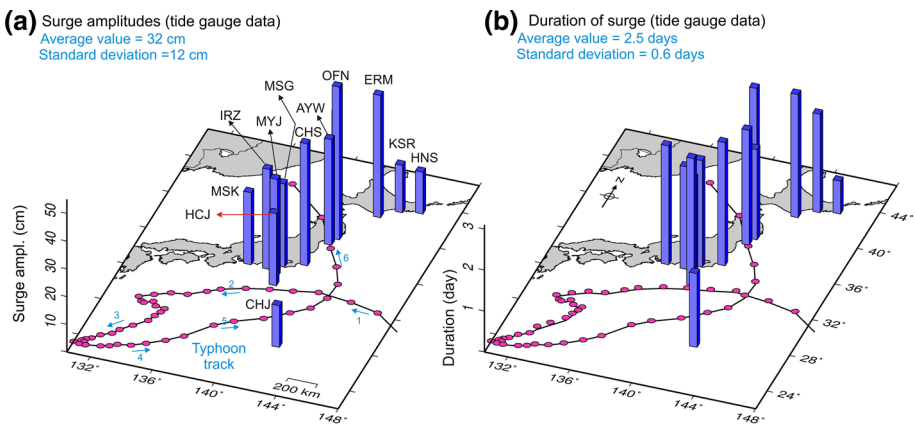 (a) Surge amplitudes (tide gauge data)
Average value = 32 cm
Standard deviation =12 cm
OFN
ERM
MSG
AYW
IRZ
MYJ
CHS
KSR
HNS
MSK
HCJ
CHJ
Surge ampl. (cm)
50
40
30
20
10
1
2
3
4
5
6
Typhoon
track
200 km
132°
136°
140°
144°
148°
(b) Duration of surge (tide gauge data)
Average value = 2.5 days
Standard deviation = 0.6 days
N
Duration (day)
3
2
1
44°
40°
36°
32°
28°
24°
132°
136°
140°
144°
148°